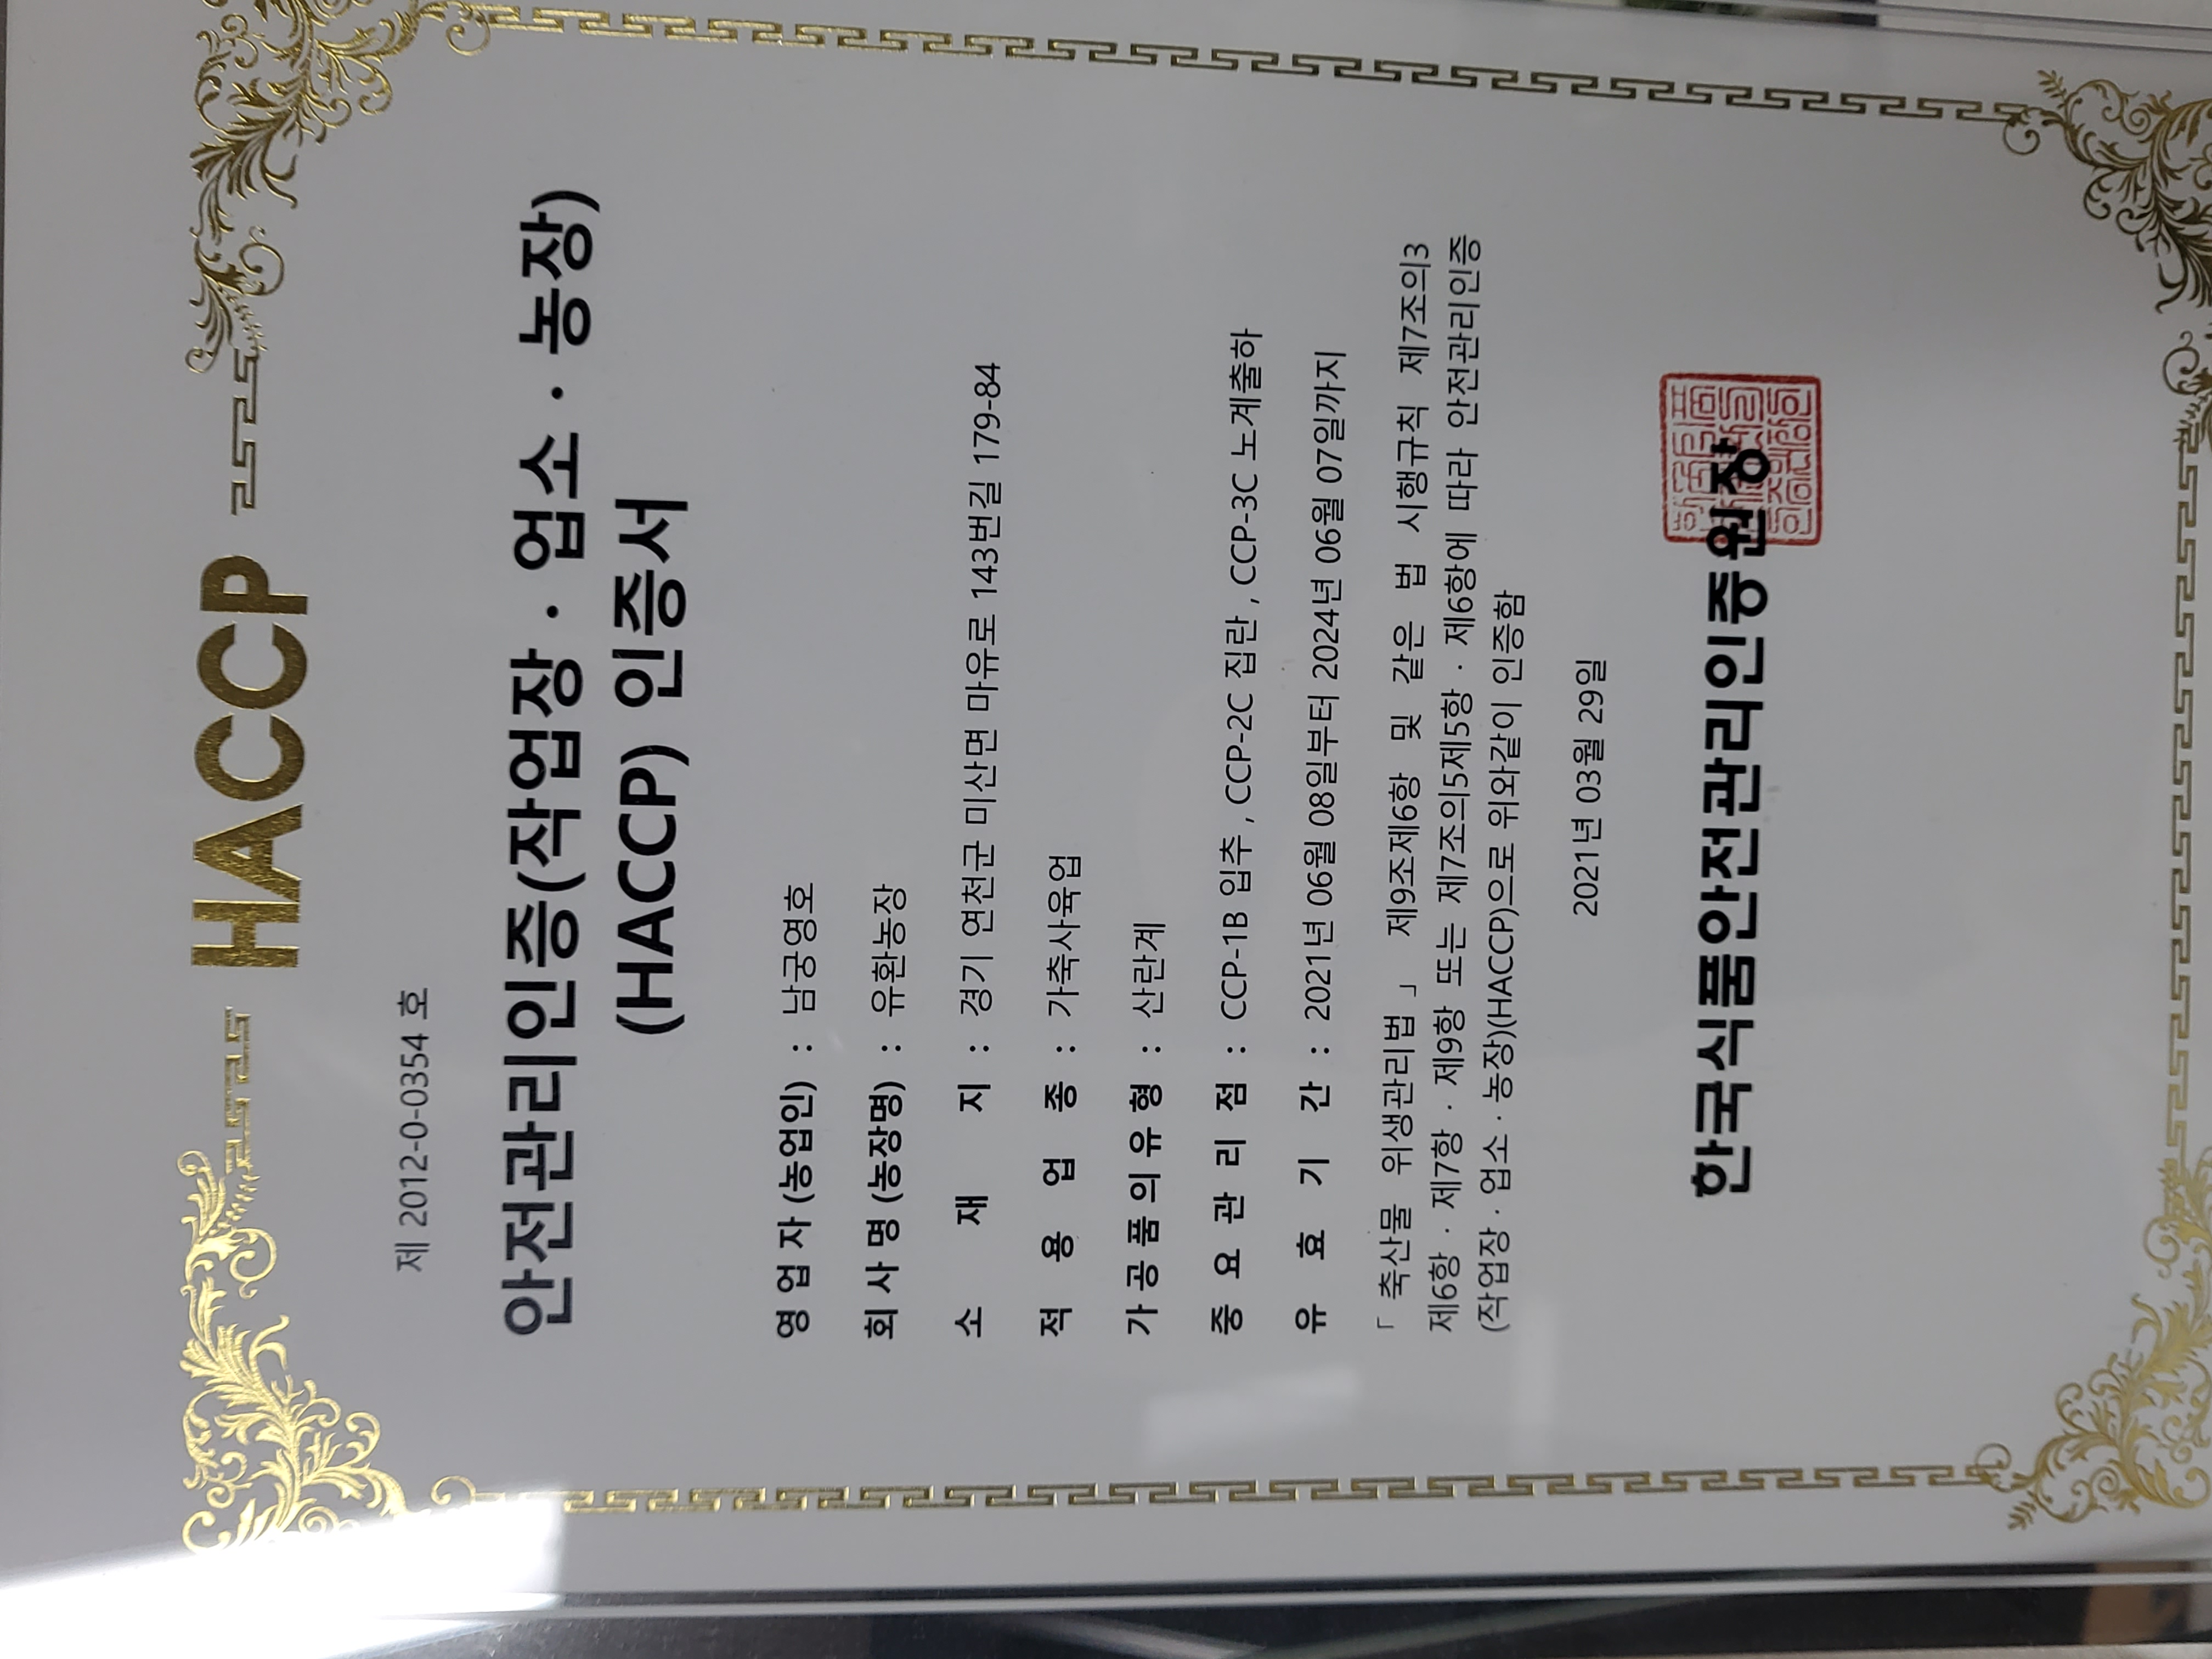 HACCP
제 2012-0-0354 호
안전관리인증(작업장 · 업소 · 농장)
(HACCP) 인증서
영업자(농업인) : 남궁영호
회사명(농장명) : 유환농장
소재지 : 경기 연천군 미산면 마유로 143번길 179-84
적용업종 : 가축사육업
가공품의유형 : 산란계
중요관리점 : CCP-1B 입추, CCP-2C 집란, CCP-3C 노계출하
유효기간 : 2021년 06월 08일부터 2024년 06월 07일까지
「축산물 위생관리법」 제9조제6항 및 같은 법 시행규칙 제7조의3
제6항 · 제7항 · 제9항 또는 제7조의5제5항 · 제6항에 따라 안전관리인증
(작업장 · 업소 · 농장)(HACCP)으로 위와같이 인증함
2021년 03월 29일
한국식품안전관리인증원장